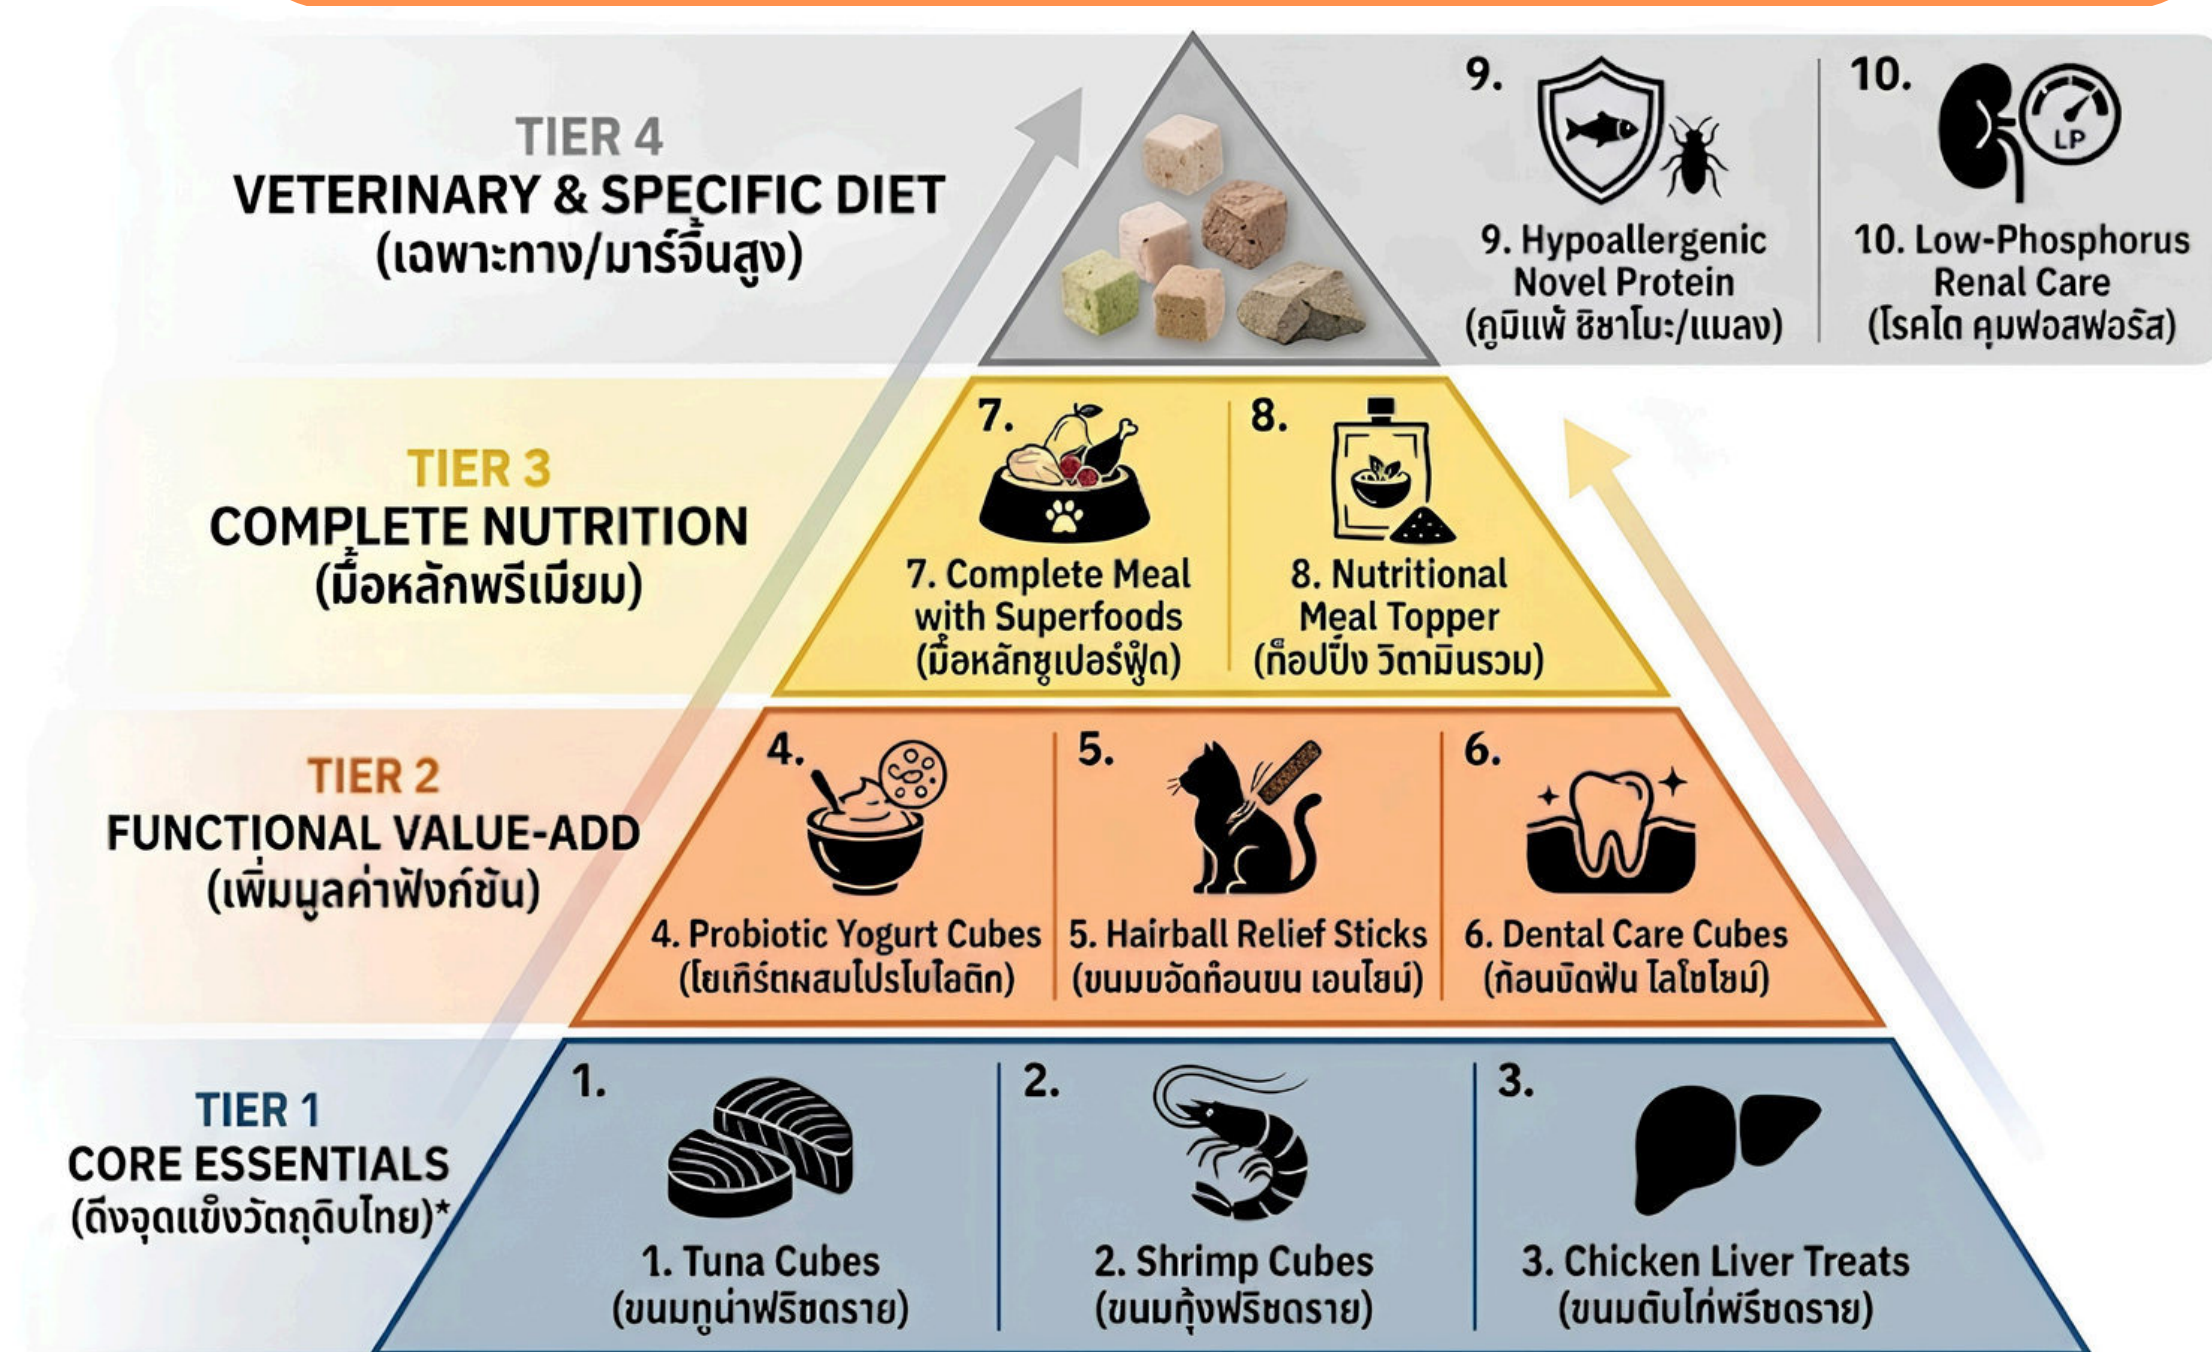 TIER 4
VETERINARY & SPECIFIC DIET
(เฉพาะทาง/มาร์จิ้นสูง)
9.
9. Hypoallergenic
Novel Protein
(ภูมิแพ้ ชิชาโมะ/แมลง)
10.
LP
10. Low-Phosphorus
Renal Care
(โรคไต คุมฟอสฟอรัส)
TIER 3
COMPLETE NUTRITION
(มื้อหลักพรีเมียม)
7.
7. Complete Meal
with Superfoods
(มื้อหลักซูเปอร์ฟู้ด)
8.
8. Nutritional
Meal Topper
(ท็อปปิ้ง วิตามินรวม)
TIER 2
FUNCTIONAL VALUE-ADD
(เพิ่มมูลค่าฟังก์ชัน)
4.
4. Probiotic Yogurt Cubes
(โยเกิร์ตผสมโปรไบโอติก)
5.
5. Hairball Relief Sticks
(ขนมขจัดก้อนขน เอนไซม์)
6.
6. Dental Care Cubes
(ก้อนขัดฟัน ไลโซไซม์)
TIER 1
CORE ESSENTIALS
(ดึงจุดแข็งวัตถุดิบไทย)*
1.
1. Tuna Cubes
(ขนมทูน่าฟรีซดราย)
2.
2. Shrimp Cubes
(ขนมกุ้งฟรีซดราย)
3.
3. Chicken Liver Treats
(ขนมตับไก่ฟรีซดราย)